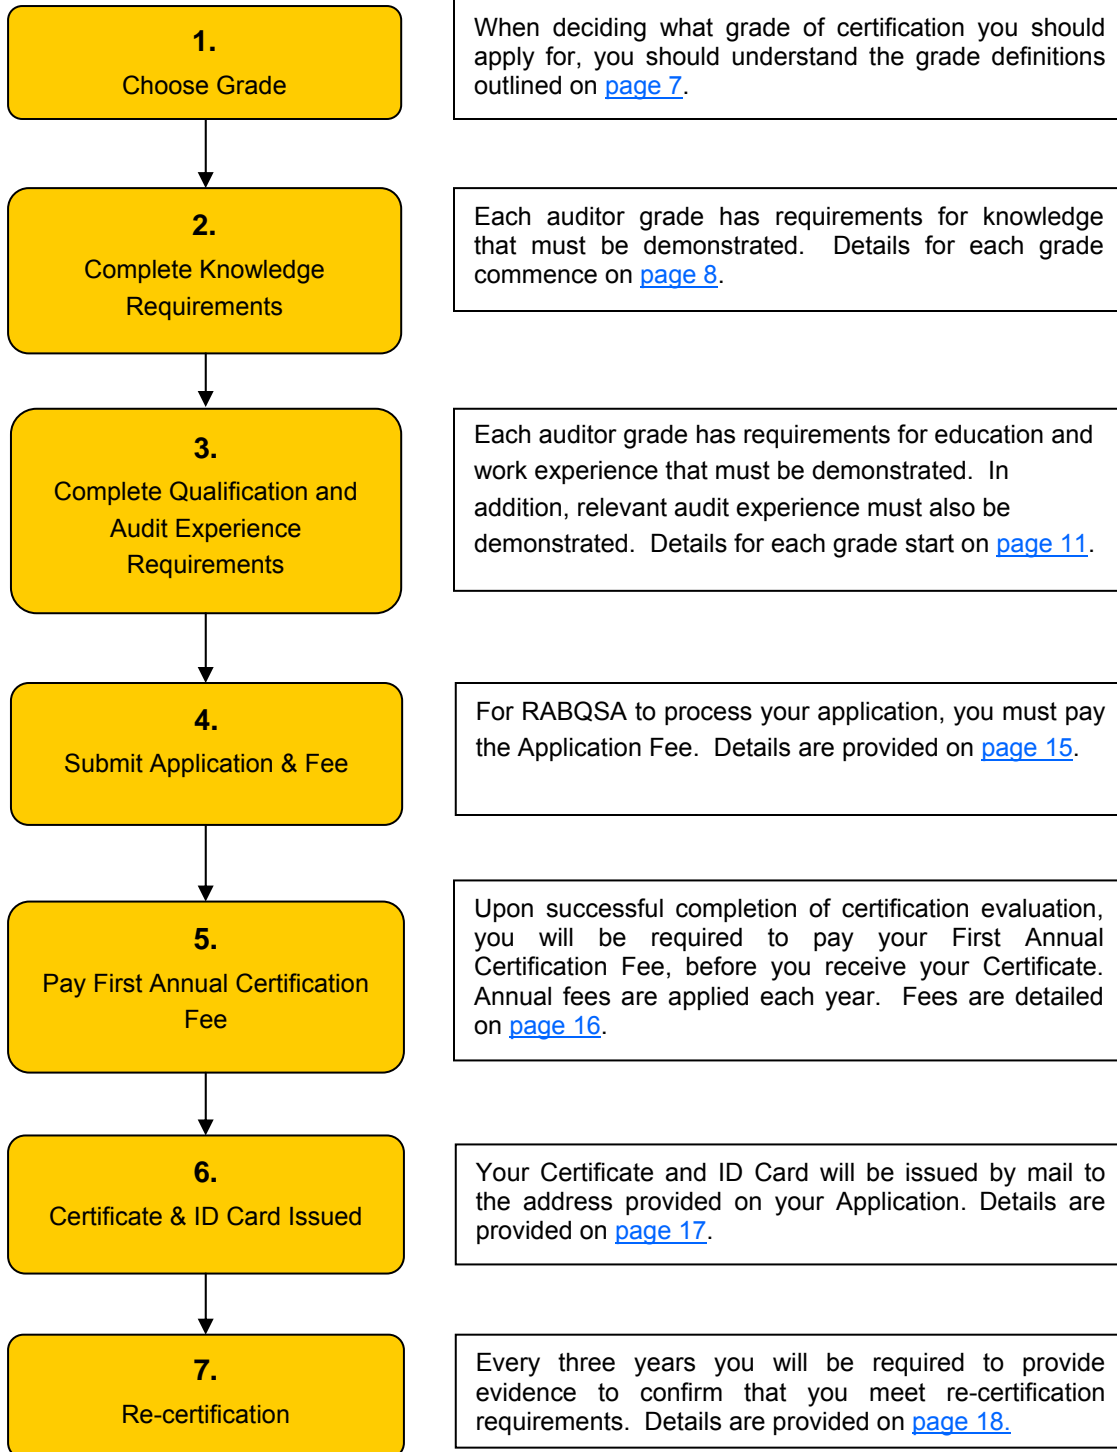 1.
Choose Grade
When deciding what grade of certification you should
apply for, you should understand the grade definitions
outlined on page 7.
2.
Complete Knowledge
Requirements
Each auditor grade has requirements for knowledge
that must be demonstrated. Details for each grade
commence on page 8.
3.
Complete Qualification and
Audit Experience
Requirements
Each auditor grade has requirements for education and
work experience that must be demonstrated. In
addition, relevant audit experience must also be
demonstrated. Details for each grade start on page 11.
4.
Submit Application & Fee
For RABQSA to process your application, you must pay
the Application Fee. Details are provided on page 15.
5.
Pay First Annual Certification
Fee
Upon successful completion of certification evaluation,
you will be required to pay your First Annual
Certification Fee, before you receive your Certificate.
Annual fees are applied each year. Fees are detailed
on page 16.
6.
Certificate & ID Card Issued
Your Certificate and ID Card will be issued by mail to
the address provided on your Application. Details are
provided on page 17.
7.
Re-certification
Every three years you will be required to provide
evidence to confirm that you meet re-certification
requirements. Details are provided on page 18.